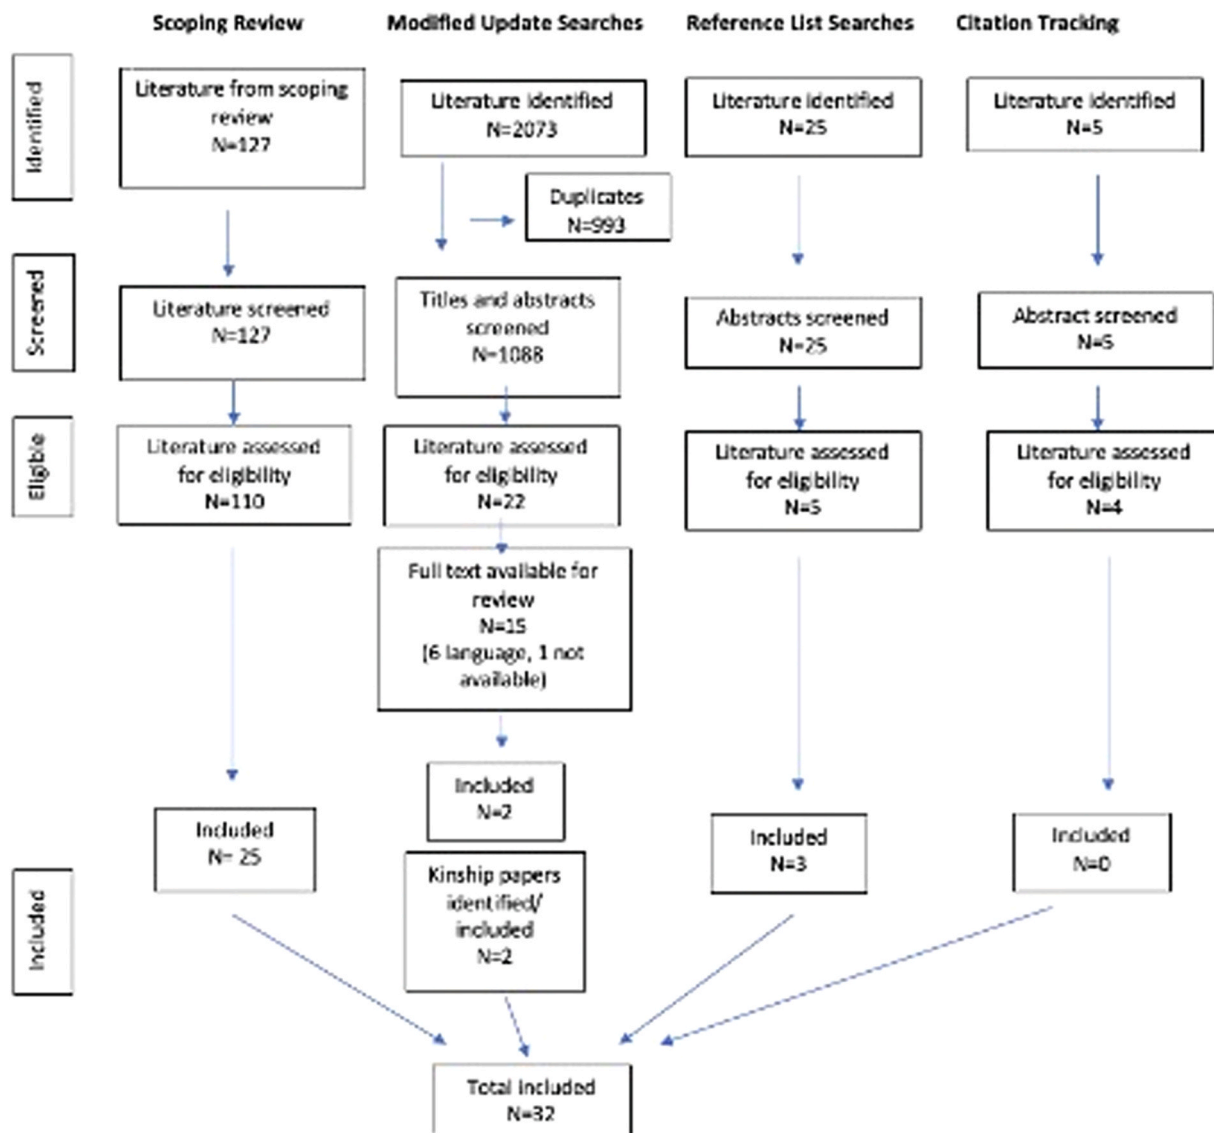 Scoping Review
Modified Update Searches
Reference List Searches
Citation Tracking
Identified
Literature from scoping
review
N=127
Literature identified
N=2073
Literature identified
N=25
Literature identified
N=5
Duplicates
N=993
Screened
Literature screened
N=127
Titles and abstracts
screened
N=1088
Abstracts screened
N=25
Abstract screened
N=5
Eligible
Literature assessed
for eligibility
N=110
Literature assessed
for eligibility
N=22
Literature assessed
for eligibility
N=5
Literature assessed
for eligibility
N=4
Full text available for
review
N=15
(6 language, 1 not
available)
Included
Included
N= 25
Included
N=2
Kinship papers
identified/
included
N=2
Included
N=3
Included
N=0
Total included
N=32